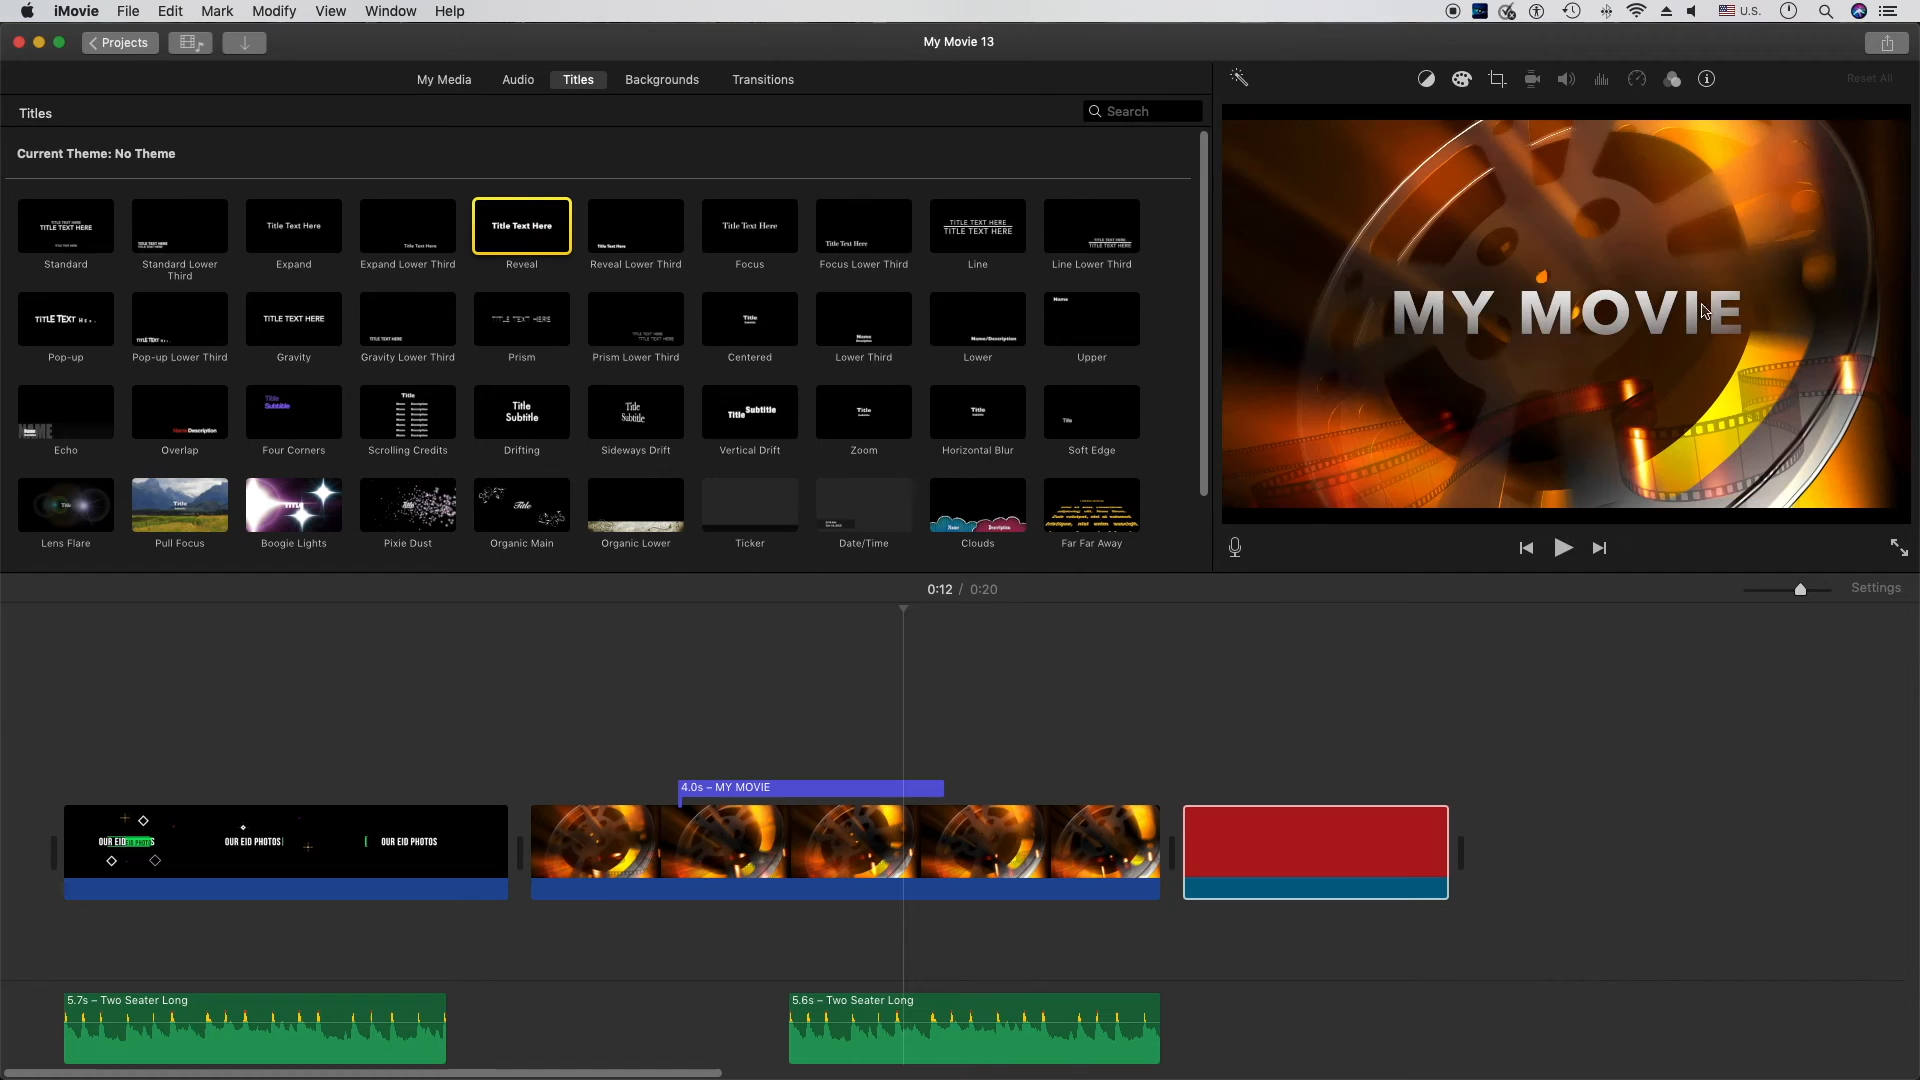 iMovie File Edit Mark Modify View Window Help
U.S.
Projects
My Movie 13
My Media Audio Titles Backgrounds Transitions
Reset All
Titles
Search
Current Theme: No Theme
TITLE TEXT HERE
TITLE TEXT HERE
Title Text Here
Title Text Here
Title Text Here
Title Text Here
Title Text Here
Title Text Here
TITLE TEXT HERE
TITLE TEXT HERE
TITLE TEXT HERE
Standard
Standard Lower Third
Expand
Expand Lower Third
Reveal
Reveal Lower Third
Focus
Focus Lower Third
Line
Line Lower Third
TITLE TEXT HERE
TITLE TEXT HERE
Title
Name
Name/Description
Name
Pop-up
Pop-up Lower Third
Gravity
Gravity Lower Third
Prism
Prism Lower Third
Centered
Lower Third
Lower
Upper
NAME
Name Description
Title
Subtitle
Title
Title
Subtitle
Title
Subtitle
Title Subtitle
Title
Title
Title
Echo
Overlap
Four Corners
Scrolling Credits
Drifting
Sideways Drift
Vertical Drift
Zoom
Horizontal Blur
Soft Edge
Title
Title
Title
Name
Description
Lens Flare
Pull Focus
Boogie Lights
Pixie Dust
Organic Main
Organic Lower
Ticker
Date/Time
Clouds
Far Far Away
MY MOVIE
0:12 / 0:20
Settings
4.0s – MY MOVIE
OUR EID PHOTOS
OUR EID PHOTOS
5.7s – Two Seater Long
5.6s – Two Seater Long